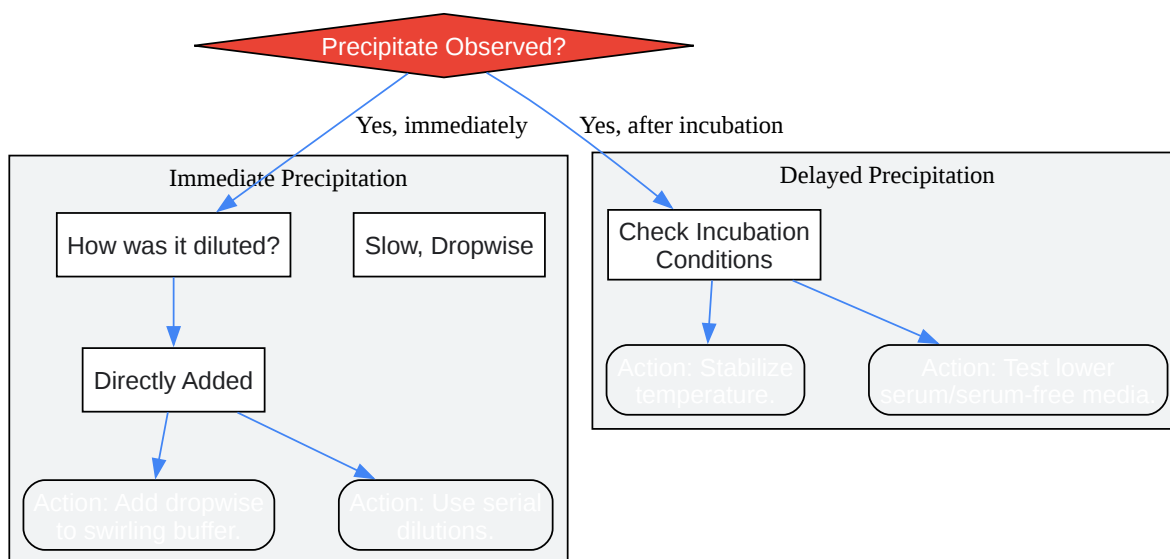 Precipitate Observed?
Yes, immediately
Yes, after incubation
Immediate Precipitation
Delayed Precipitation
How was it diluted?
Slow, Dropwise
Check Incubation
Conditions
Directly Added
Action: Stabilize
temperature.
Action: Test lower
serum/serum-free media.
Action: Add dropwise
to swirling buffer.
Action: Use serial
dilutions.